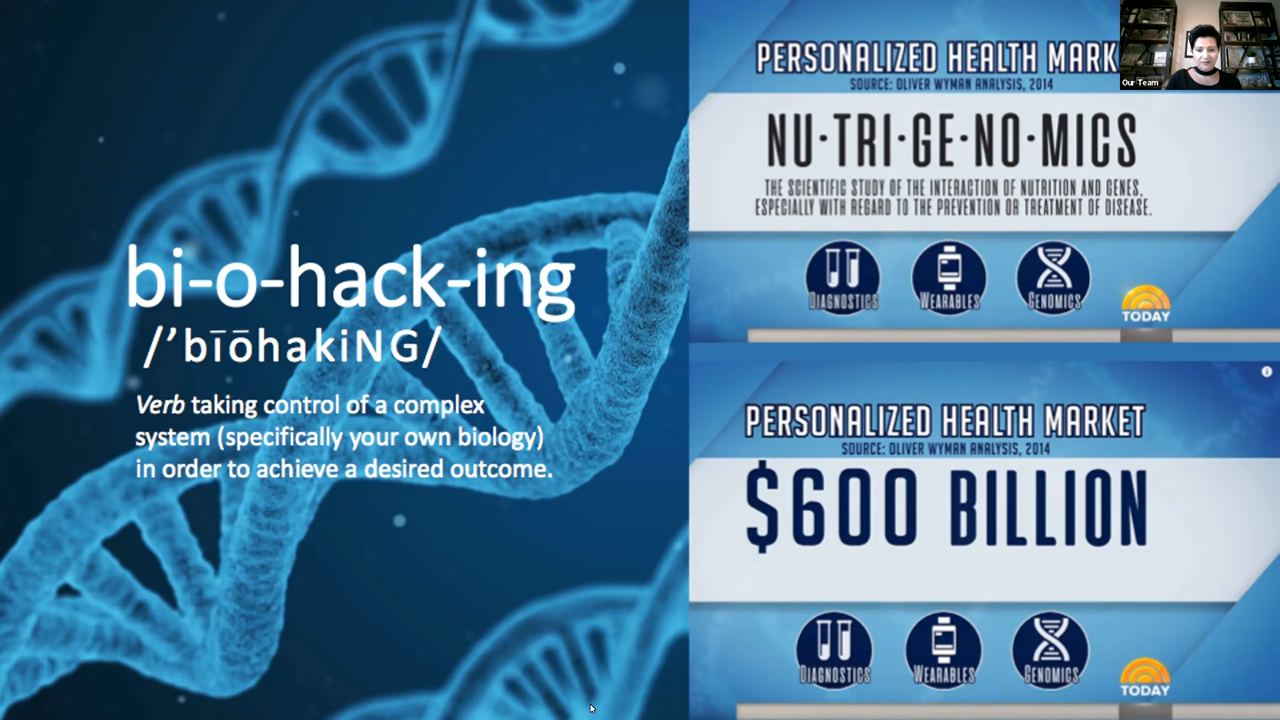 bi-o-hack-ing
/’bīōhakiNG/
Verb taking control of a complex
system (specifically your own biology)
in order to achieve a desired outcome.
PERSONALIZED HEALTH MARK
SOURCE: OLIVER WYMAN ANALYSIS, 2014
NU·TRI·GE·NO·MICS
THE SCIENTIFIC STUDY OF THE INTERACTION OF NUTRITION AND GENES,
ESPECIALLY WITH REGARD TO THE PREVENTION OR TREATMENT OF DISEASE.
DIAGNOSTICS
WEARABLES
GENOMICS
TODAY
Our Team
PERSONALIZED HEALTH MARKET
SOURCE: OLIVER WYMAN ANALYSIS, 2014
$600 BILLION
DIAGNOSTICS
WEARABLES
GENOMICS
TODAY